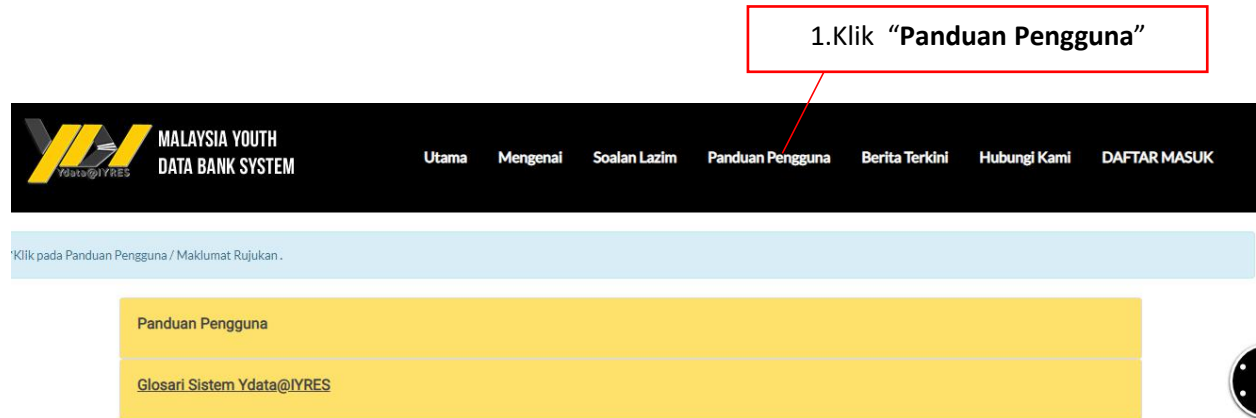 1.Klik “Panduan Pengguna”
MALAYSIA YOUTH
DATA BANK SYSTEM
Ydata@IYRES
Utama Mengenai Soalan Lazim Panduan Pengguna Berita Terkini Hubungi Kami DAFTAR MASUK
*Klik pada Panduan Pengguna / Maklumat Rujukan .
Panduan Pengguna
Glosari Sistem Ydata@IYRES